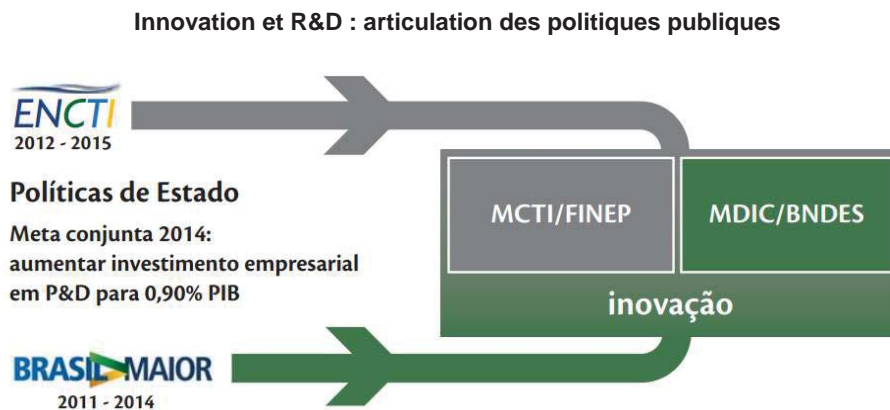 Innovation et R&D : articulation des politiques publiques
ENCTI
2012 - 2015
Políticas de Estado
Meta conjunta 2014:
aumentar investimento empresarial
em P&D para 0,90% PIB
MCTI/FINEP
MDIC/BNDES
inovação
BRASIL MAIOR
2011 - 2014